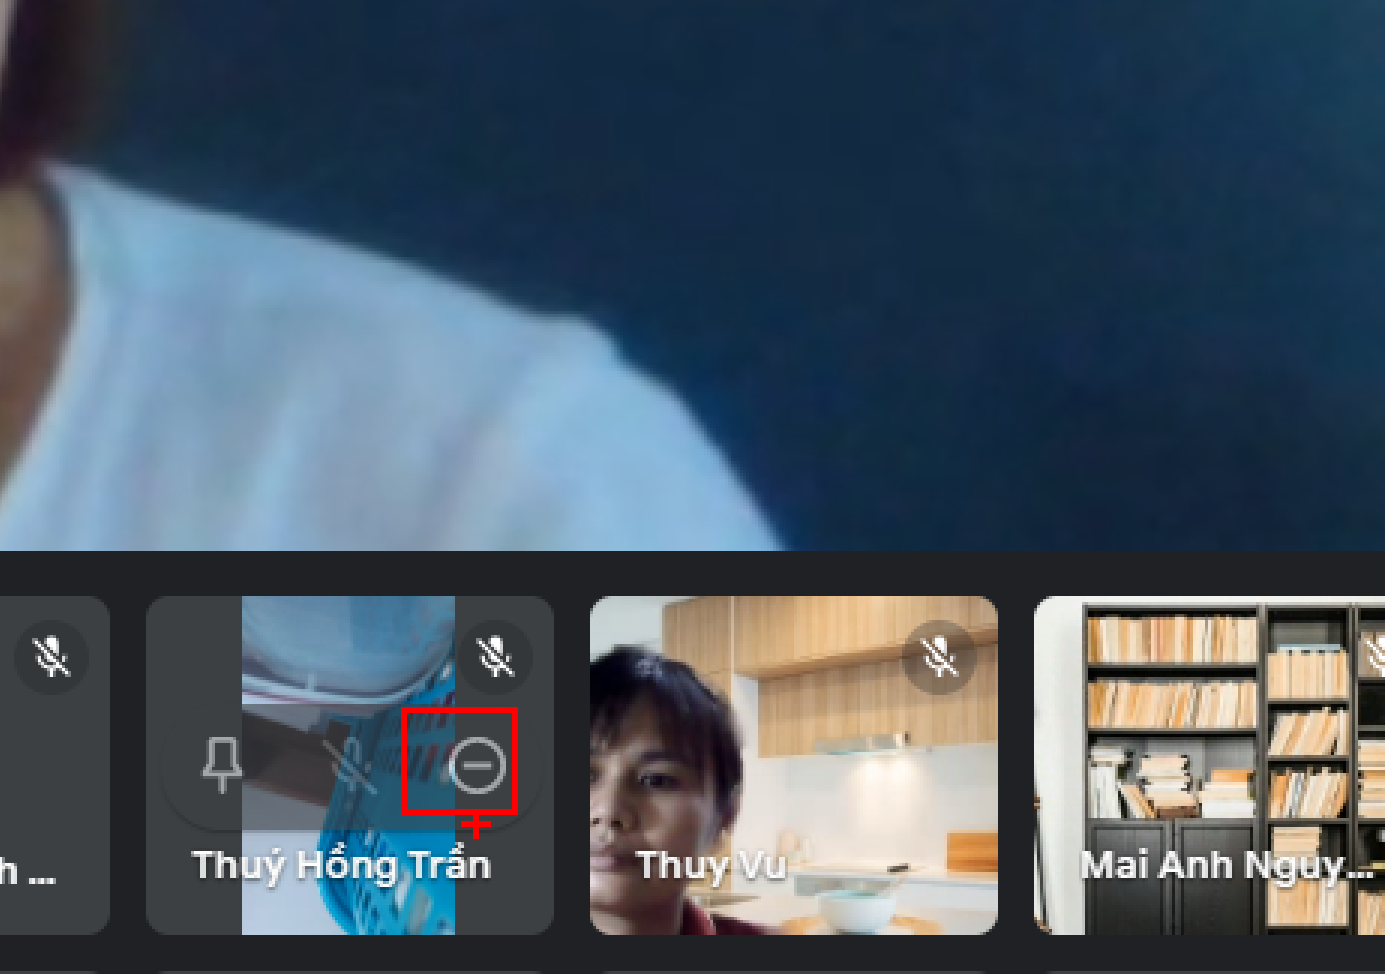 h ...
Thuý Hồng Trần
Thuy Vu
Mai Anh Nguy...